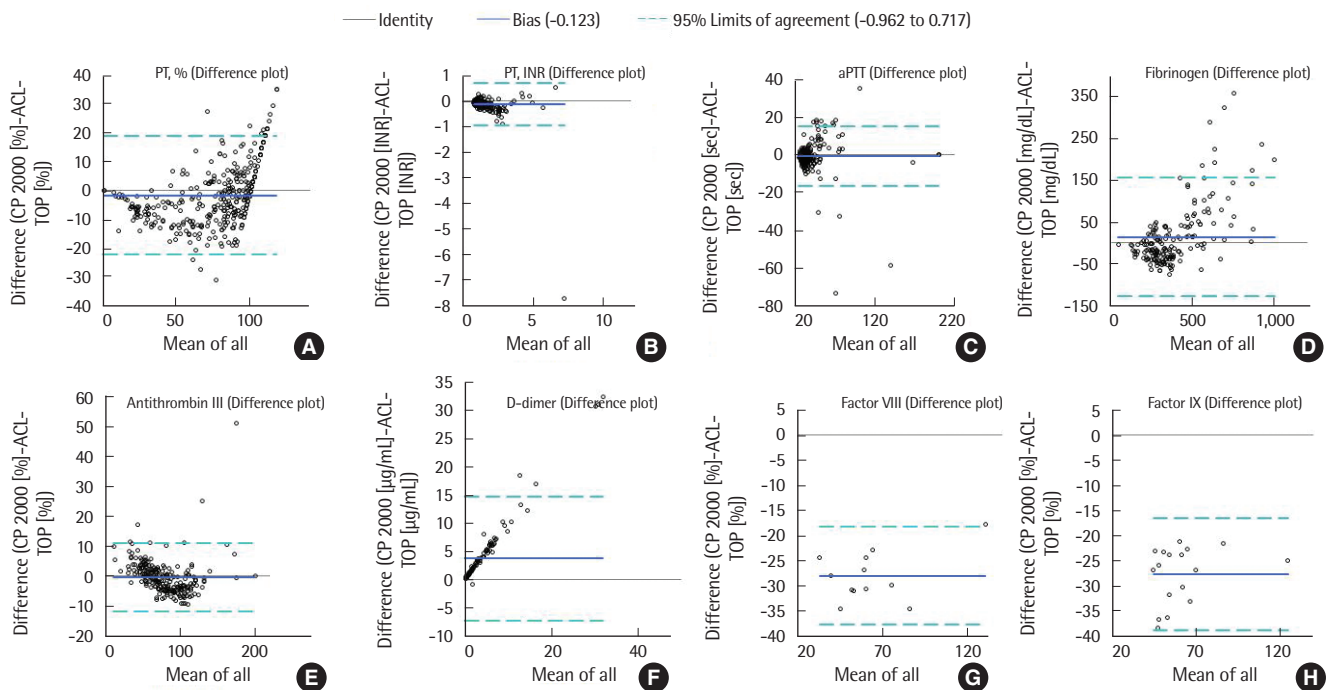 Identity
Bias (-0.123)
95% Limits of agreement (-0.962 to 0.717)
PT, % (Difference plot)
Difference (CP 2000 [%]-ACL-
TOP [%])
40
30
20
10
0
-10
-20
-30
-40
0
50
100
Mean of all
A
PT, INR (Difference plot)
Difference (CP 2000 [INR]-ACL-
TOP [INR])
1
0
-1
-2
-3
-4
-5
-6
-7
-8
0
5
10
Mean of all
B
aPTT (Difference plot)
Difference (CP 2000 [sec]-ACL-
TOP [sec])
40
20
0
-20
-40
-60
-80
20
120
220
Mean of all
C
Fibrinogen (Difference plot)
Difference (CP 2000 [mg/dL]-ACL-
TOP [mg/dL])
350
250
150
50
-50
-150
0
500
1,000
Mean of all
D
Antithrombin III (Difference plot)
Difference (CP 2000 [%]-ACL-
TOP [%])
60
50
40
30
20
10
0
-10
-20
0
100
200
Mean of all
E
D-dimer (Difference plot)
Difference (CP 2000 [µg/mL]-ACL-
TOP [µg/mL])
35
30
25
20
15
10
5
0
-5
-10
0
20
40
Mean of all
F
Factor VIII (Difference plot)
Difference (CP 2000 [%]-ACL-
TOP [%])
5
0
-5
-10
-15
-20
-25
-30
-35
-40
20
70
120
Mean of all
G
Factor IX (Difference plot)
Difference (CP 2000 [%]-ACL-
TOP [%])
5
0
-5
-10
-15
-20
-25
-30
-35
-40
20
70
120
Mean of all
H